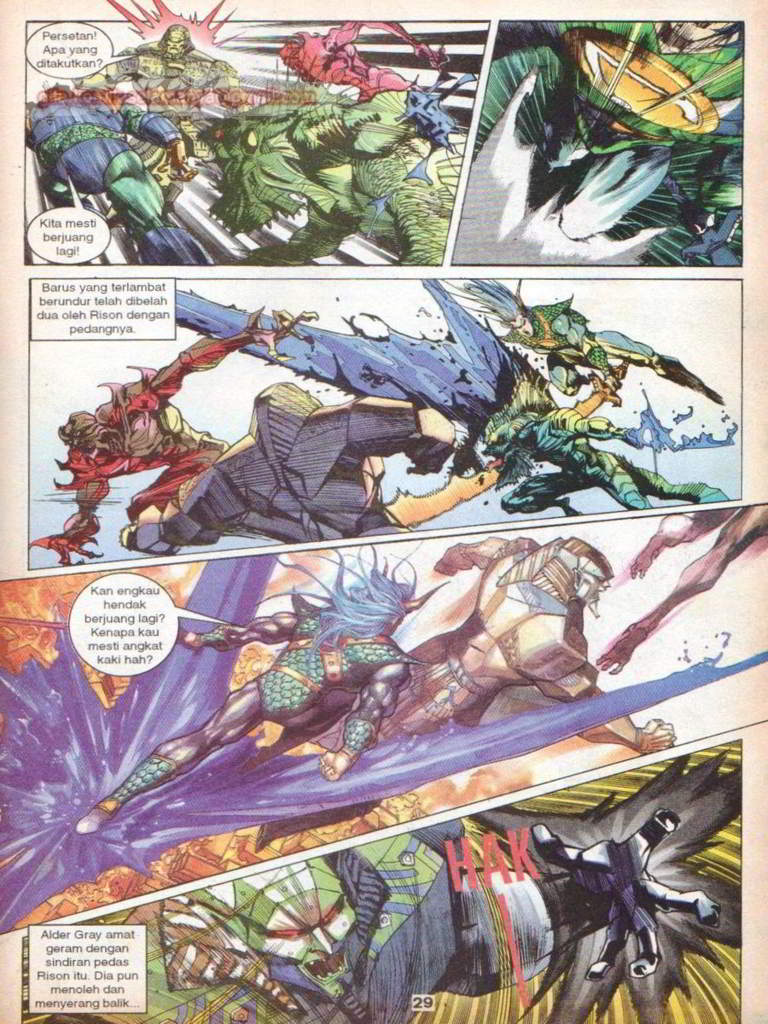 Persetan!
Apa yang
ditakutkan?
Kita mesti
berjuang
lagi!
Barus yang terlambat
berundur telah dibelah
dua oleh Rison dengan
pedangnya.
Kan engkau
hendak
berjuang lagi?
Kenapa kau
mesti angkat
kaki hah?
HAK
Alder Gray amat
geram dengan
sindiran pedas
Rison itu. Dia pun
menoleh dan
menyerang balik...
29